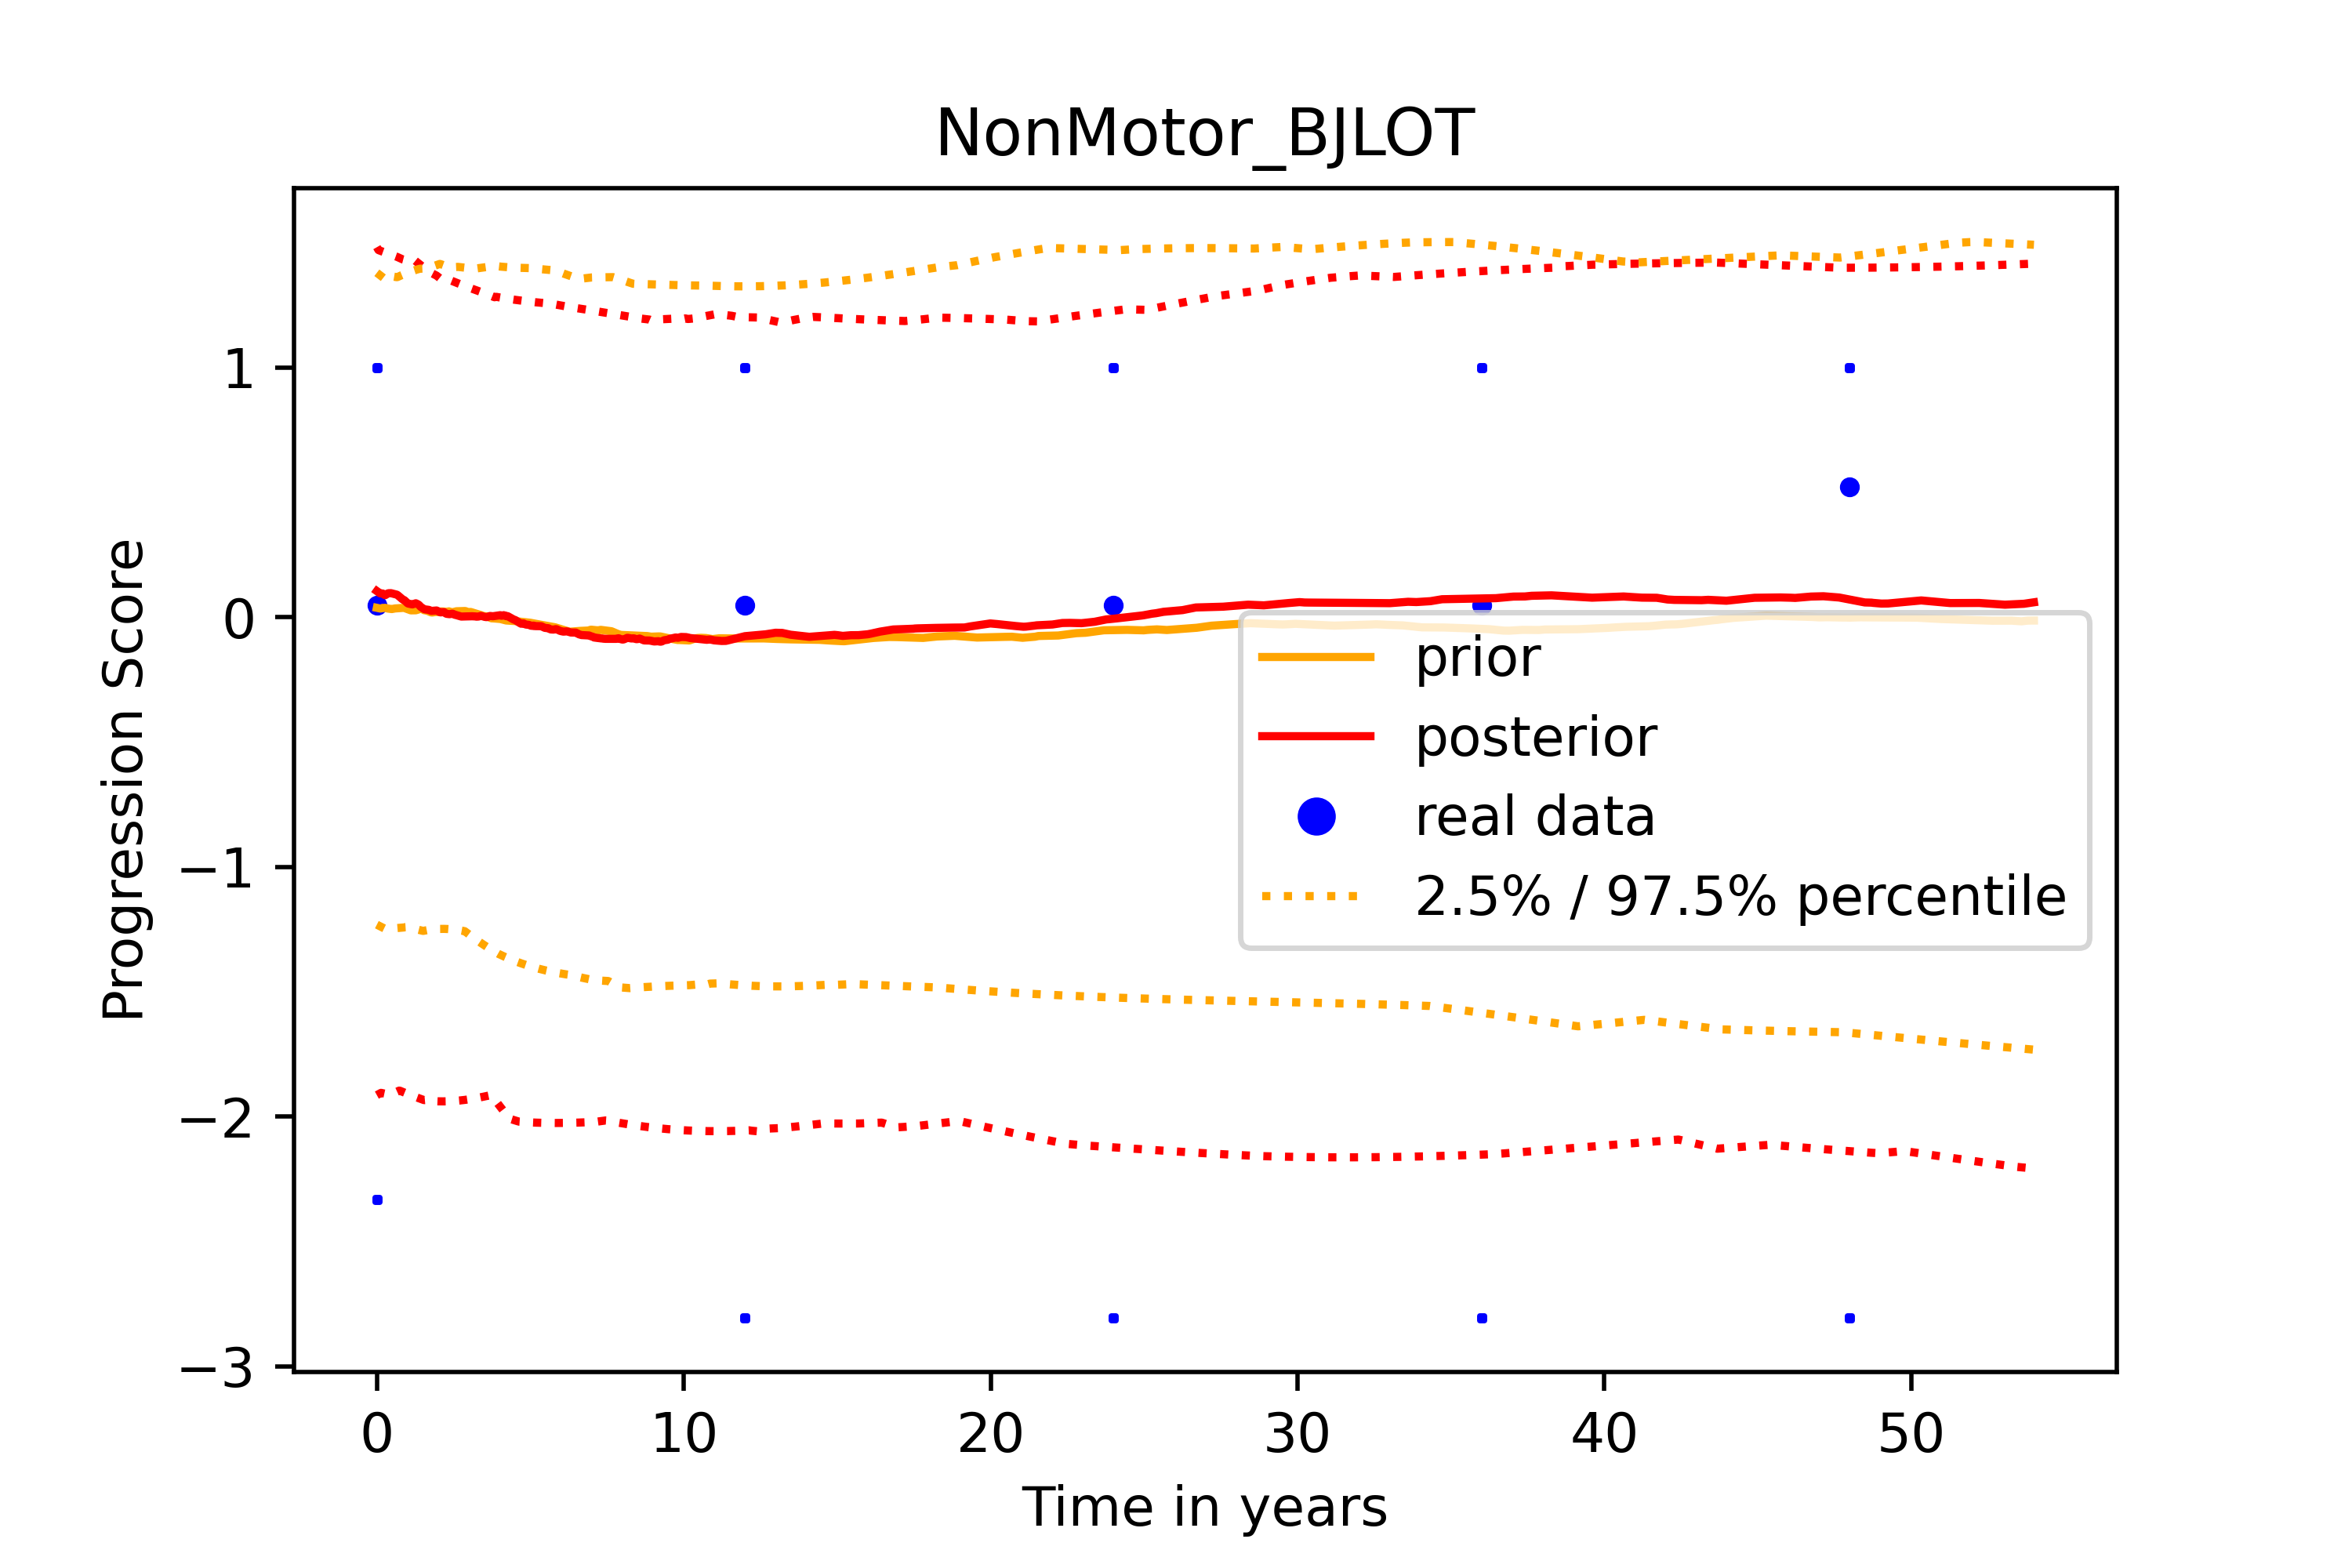 NonMotor_BJLOT
Progression Score
1
0
−1
−2
−3
prior
posterior
real data
2.5% / 97.5% percentile
0 10 20 30 40 50
Time in years